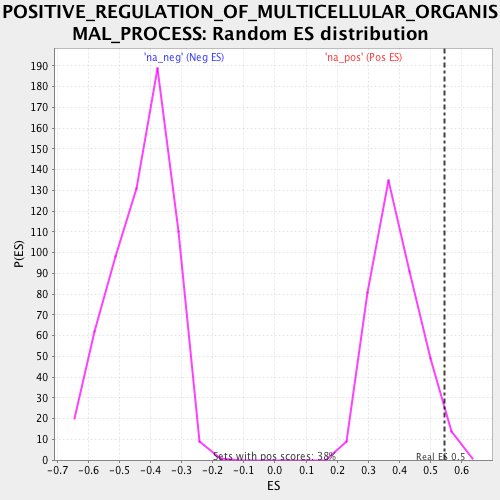 POSITIVE_REGULATION_OF_MULTICELLULAR_ORGANIS
MAL_PROCESS: Random ES distribution
'na_neg' (Neg ES)
'na_pos' (Pos ES)
190
180
170
160
150
140
130
120
110
100
90
80
70
60
50
40
30
20
10
0
P(ES)
Sets with pos scores: 38%
Real ES 0.5
-0.7 -0.6 -0.5 -0.4 -0.3 -0.2 -0.1 0.0 0.1 0.2 0.3 0.4 0.5 0.6
ES